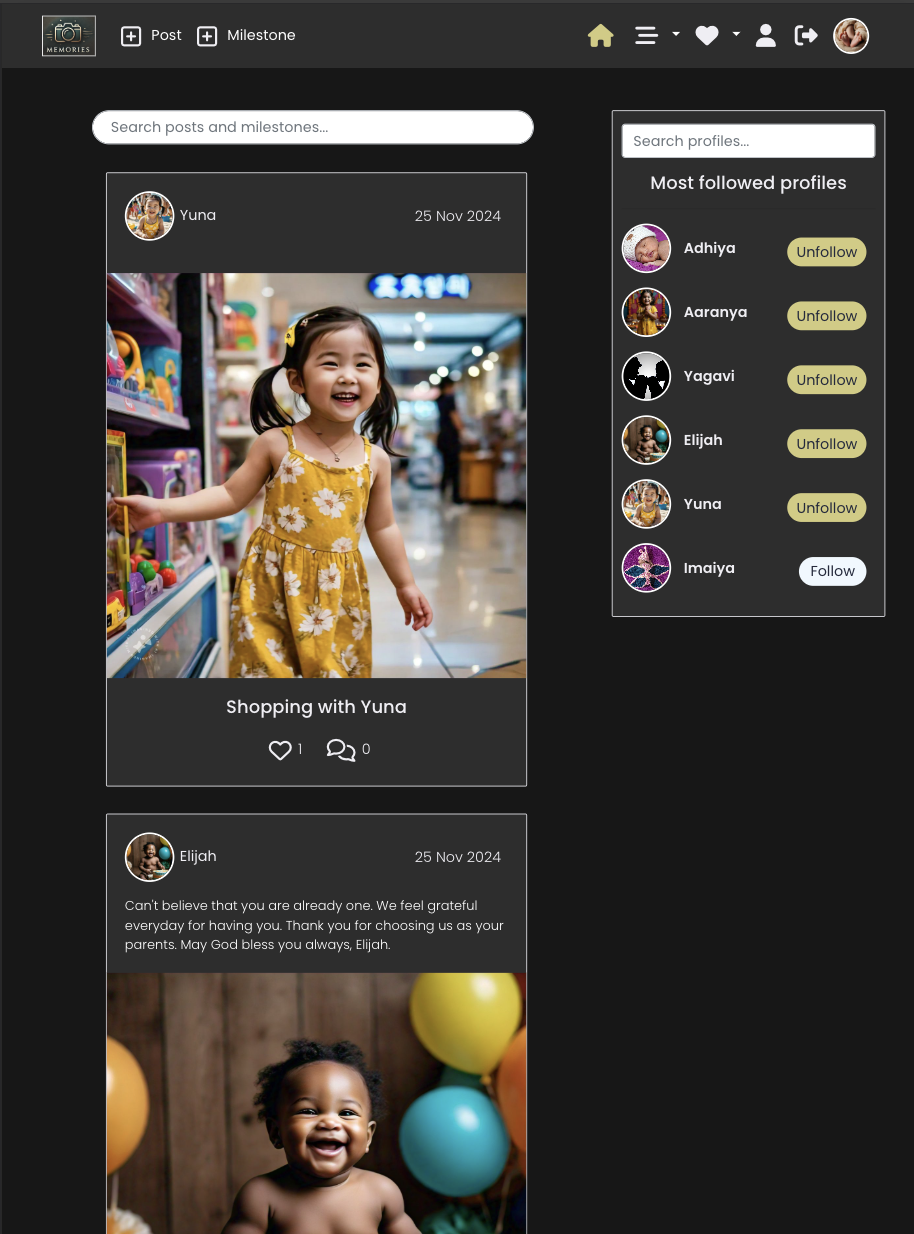 MEMORIES
Post
Milestone
Search posts and milestones...
Yuna
25 Nov 2024
Shopping with Yuna
1
0
Elijah
25 Nov 2024
Can't believe that you are already one. We feel grateful
everyday for having you. Thank you for choosing us as your
parents. May God bless you always, Elijah.
Search profiles...
Most followed profiles
Adhiya
Unfollow
Aaranya
Unfollow
Yagavi
Unfollow
Elijah
Unfollow
Yuna
Unfollow
Imaiya
Follow